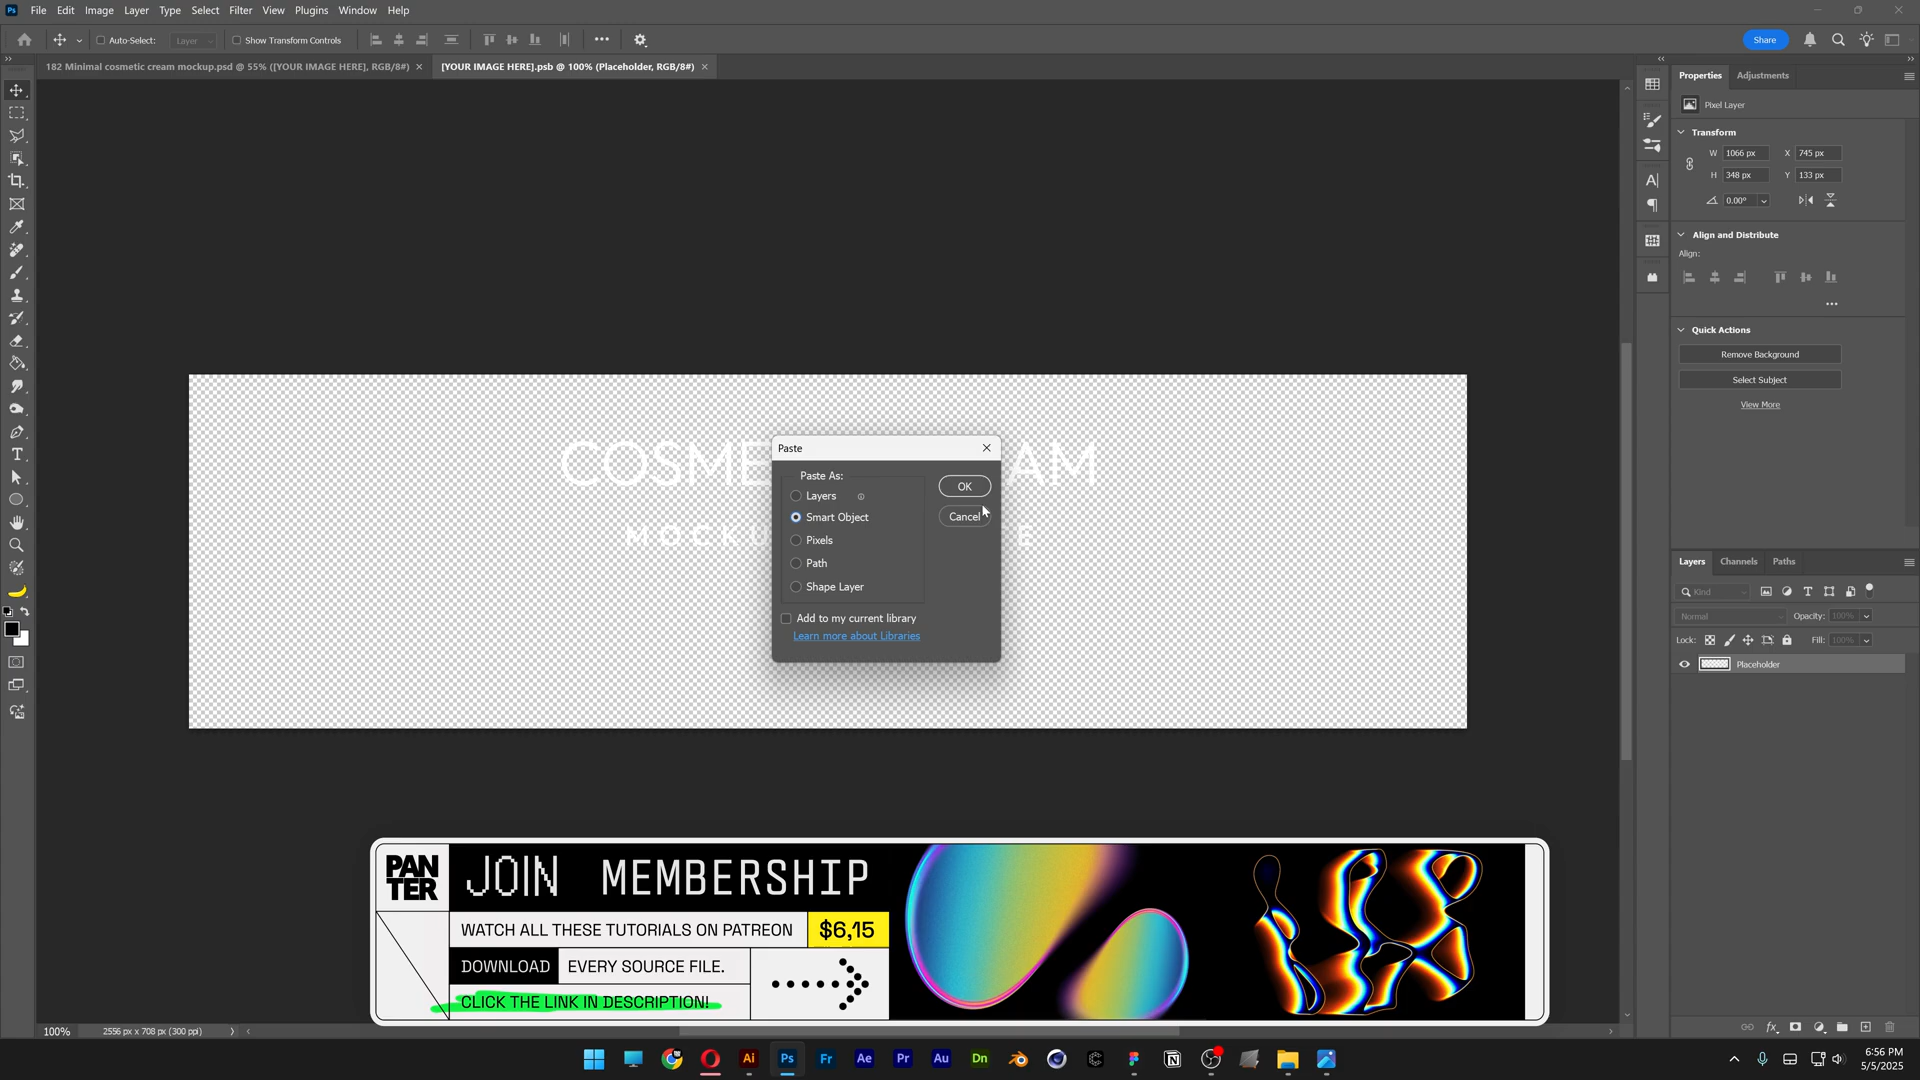 Ps File Edit Image Layer Type Select Filter View Plugins Window Help
Auto-Select: Layer Show Transform Controls Share
182 Minimal cosmetic cream mockup.psd @ 55% ([YOUR IMAGE HERE], RGB/8#) × [YOUR IMAGE HERE].psb @ 100% (Placeholder, RGB/8#) ×
Properties Adjustments
Pixel Layer
Transform
W 1066 px X 745 px
H 348 px Y 133 px
0.00°
Align and Distribute
Align:
Quick Actions
Remove Background
Select Subject
View More
COSME AM
MOCKU E
Paste
Paste As:
Layers
Smart Object
Pixels
Path
Shape Layer
OK
Cancel
Add to my current library
Learn more about Libraries
Layers Channels Paths
Kind
Normal Opacity: 100%
Lock: Fill: 100%
Placeholder
PAN
TER
JOIN MEMBERSHIP
WATCH ALL THESE TUTORIALS ON PATREON $6,15
DOWNLOAD EVERY SOURCE FILE.
CLICK THE LINK IN DESCRIPTION!
100% 2556 px x 708 px (300 ppi)
Ai Ps Fr Ae Pr Au Dn
6:56 PM
5/5/2025